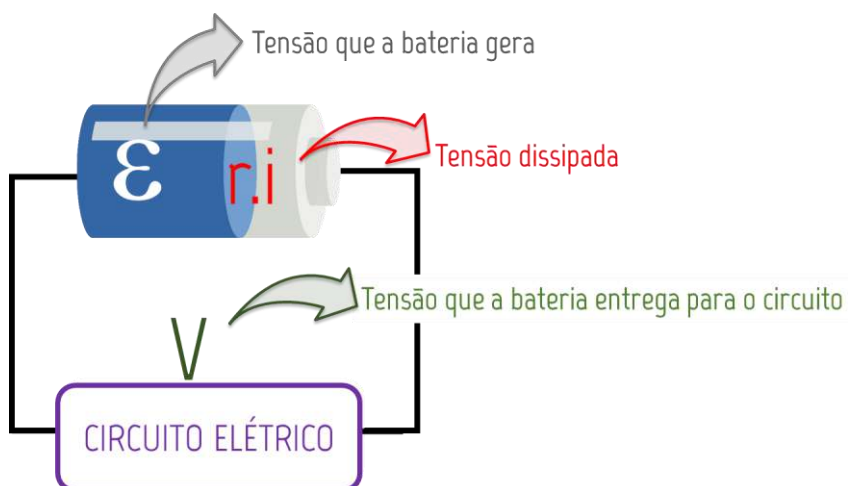 Tensão que a bateria gera
ε
r.i
Tensão dissipada
Tensão que a bateria entrega para o circuito
V
CIRCUITO ELÉTRICO